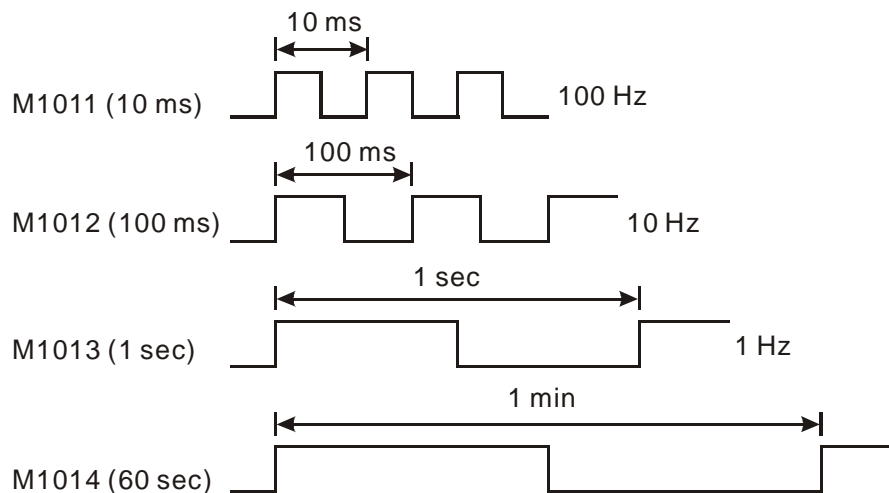 10 ms
M1011 (10 ms)
100 Hz
100 ms
M1012 (100 ms)
10 Hz
1 sec
M1013 (1 sec)
1 Hz
1 min
M1014 (60 sec)